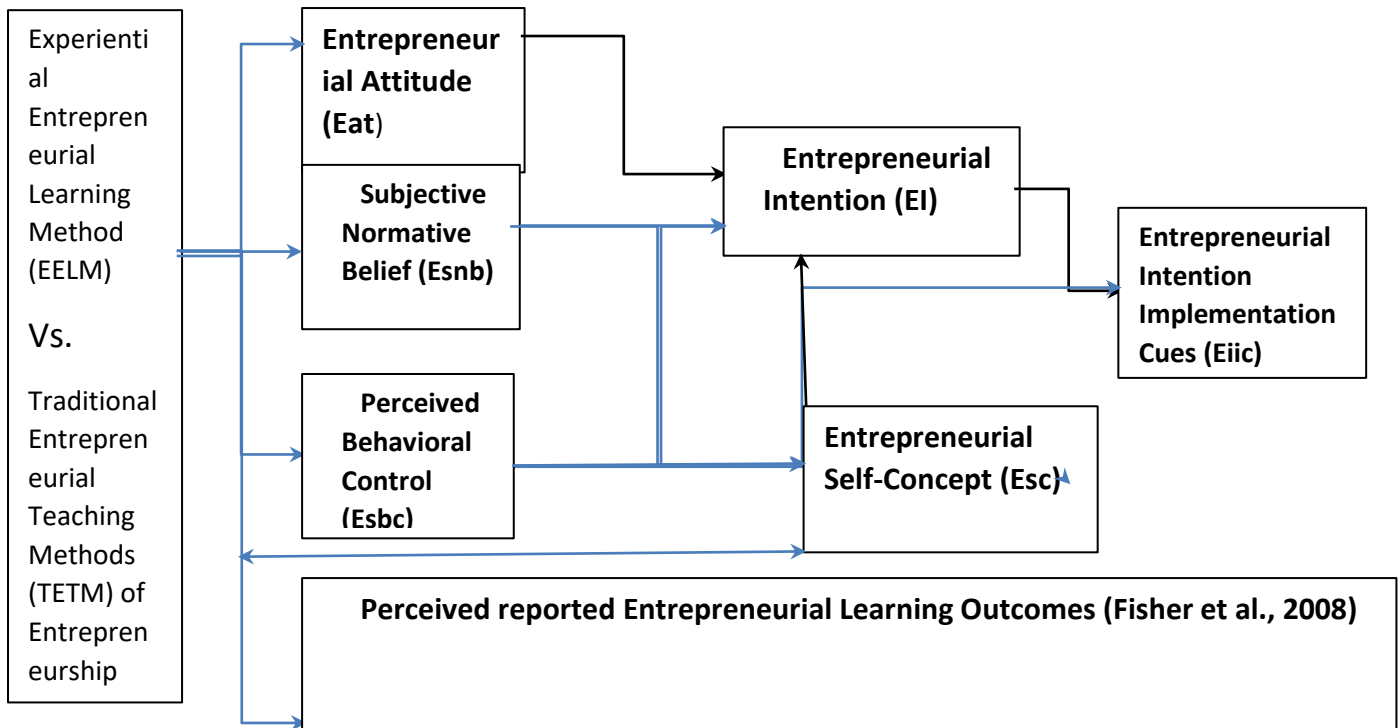 Experienti
al
Entrepren
eurial
Learning
Method
(EELM)
Vs.
Traditional
Entrepren
eurial
Teaching
Methods
(TETM) of
Entrepren
eurship
Entrepreneur
ial Attitude
(Eat)
Subjective
Normative
Belief (Esnb)
Perceived
Behavioral
Control
(Esbc)
Entrepreneurial
Intention (EI)
Entrepreneurial
Self-Concept (Esc)
Entrepreneurial
Intention
Implementation
Cues (Eiic)
Perceived reported Entrepreneurial Learning Outcomes (Fisher et al., 2008)